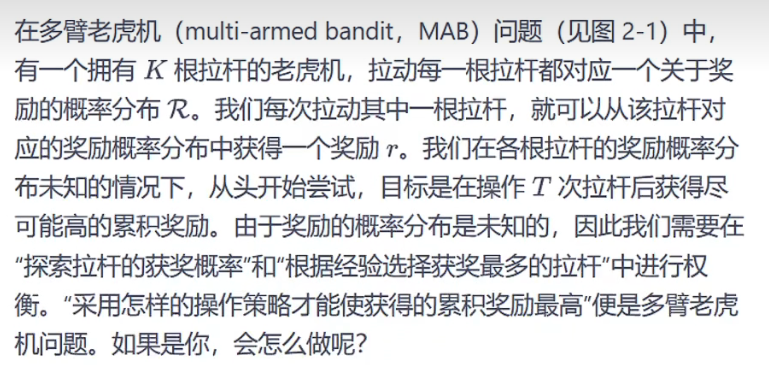 在多臂老虎机（multi-armed bandit，MAB）问题（见图 2-1）中，
有一个拥有 K 根拉杆的老虎机，拉动每一根拉杆都对应一个关于奖
励的概率分布 R。我们每次拉动其中一根拉杆，就可以从该拉杆对
应的奖励概率分布中获得一个奖励 r。我们在各根拉杆的奖励概率分
布未知的情况下，从头开始尝试，目标是在操作 T 次拉杆后获得尽
可能高的累积奖励。由于奖励的概率分布是未知的，因此我们需要在
“探索拉杆的获奖概率”和“根据经验选择获奖最多的拉杆”中进行权
衡。“采用怎样的操作策略才能使获得的累积奖励最高”便是多臂老虎
机问题。如果是你，会怎么做呢？